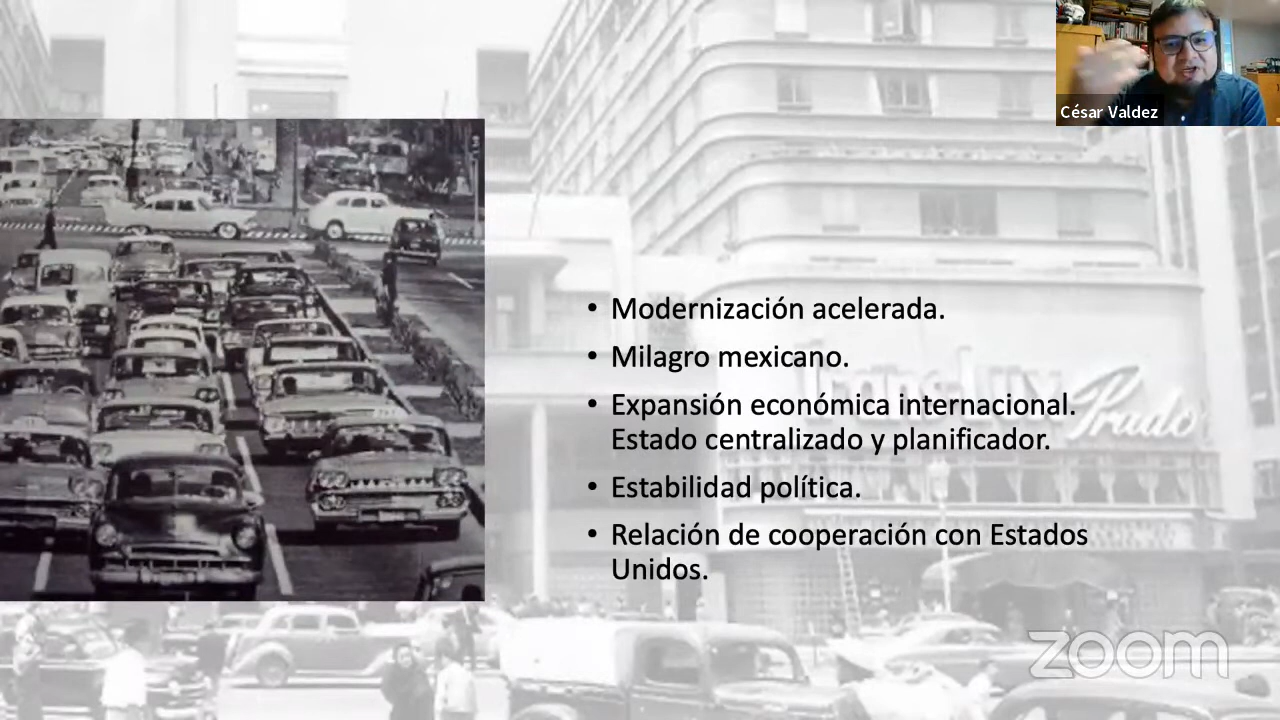 César Valdez
• Modernización acelerada.
• Milagro mexicano.
• Expansión económica internacional.
Estado centralizado y planificador.
• Estabilidad política.
• Relación de cooperación con Estados
Unidos.
Prado
zoom